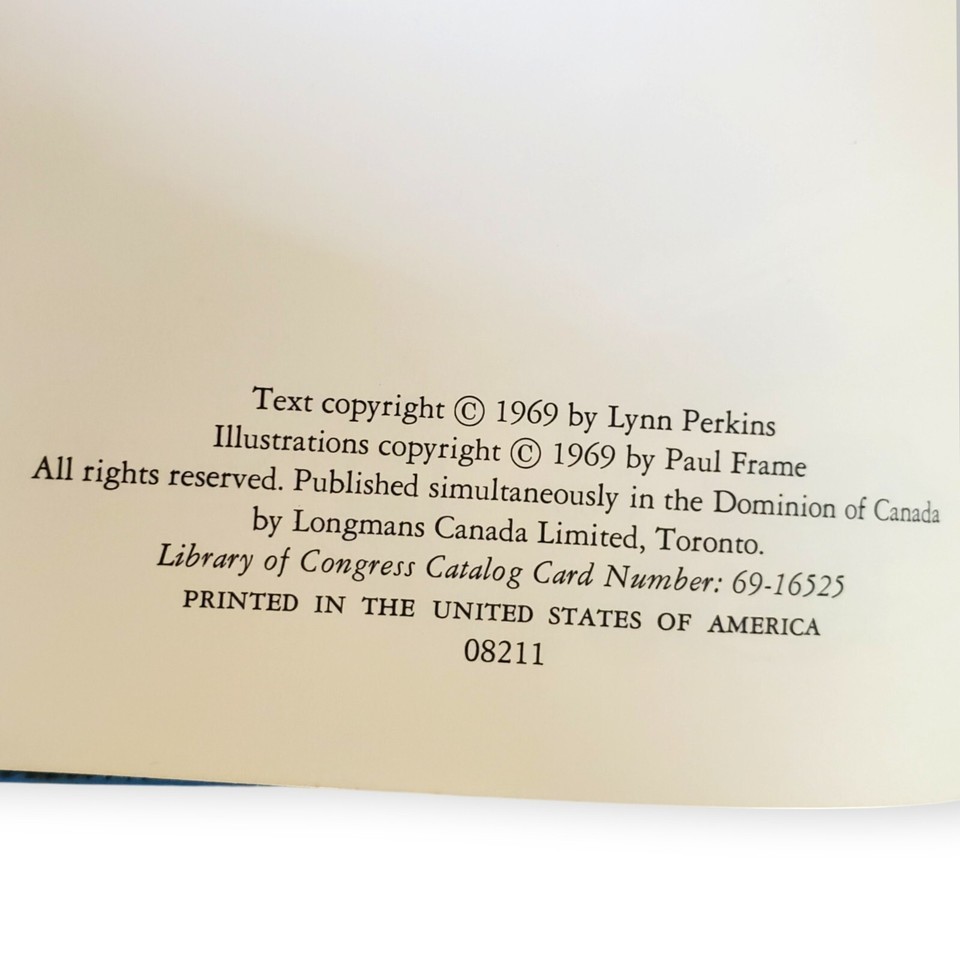 Text copyright © 1969 by Lynn Perkins
Illustrations copyright © 1969 by Paul Frame
All rights reserved. Published simultaneously in the Dominion of Canada
by Longmans Canada Limited, Toronto.
Library of Congress Catalog Card Number: 69-16525
PRINTED IN THE UNITED STATES OF AMERICA
08211